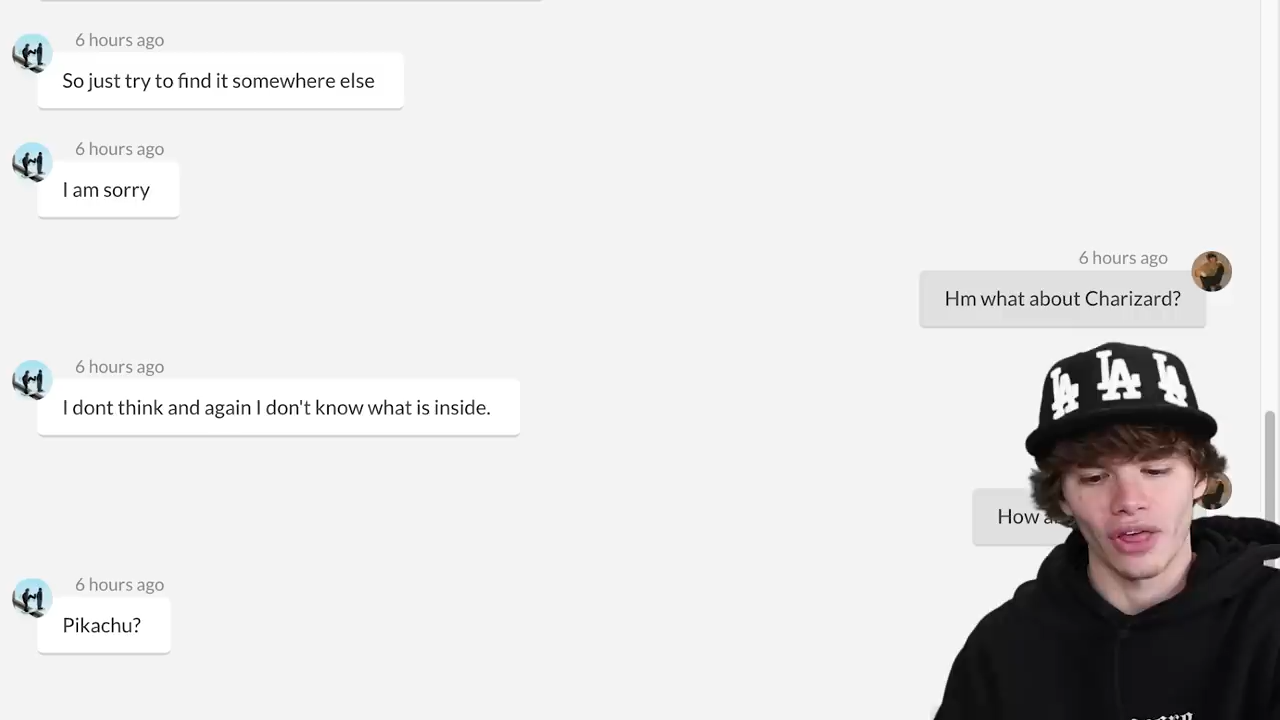 6 hours ago
So just try to find it somewhere else
6 hours ago
I am sorry
6 hours ago
Hm what about Charizard?
6 hours ago
I dont think and again I don't know what is inside.
How
6 hours ago
Pikachu?
LA LA LA